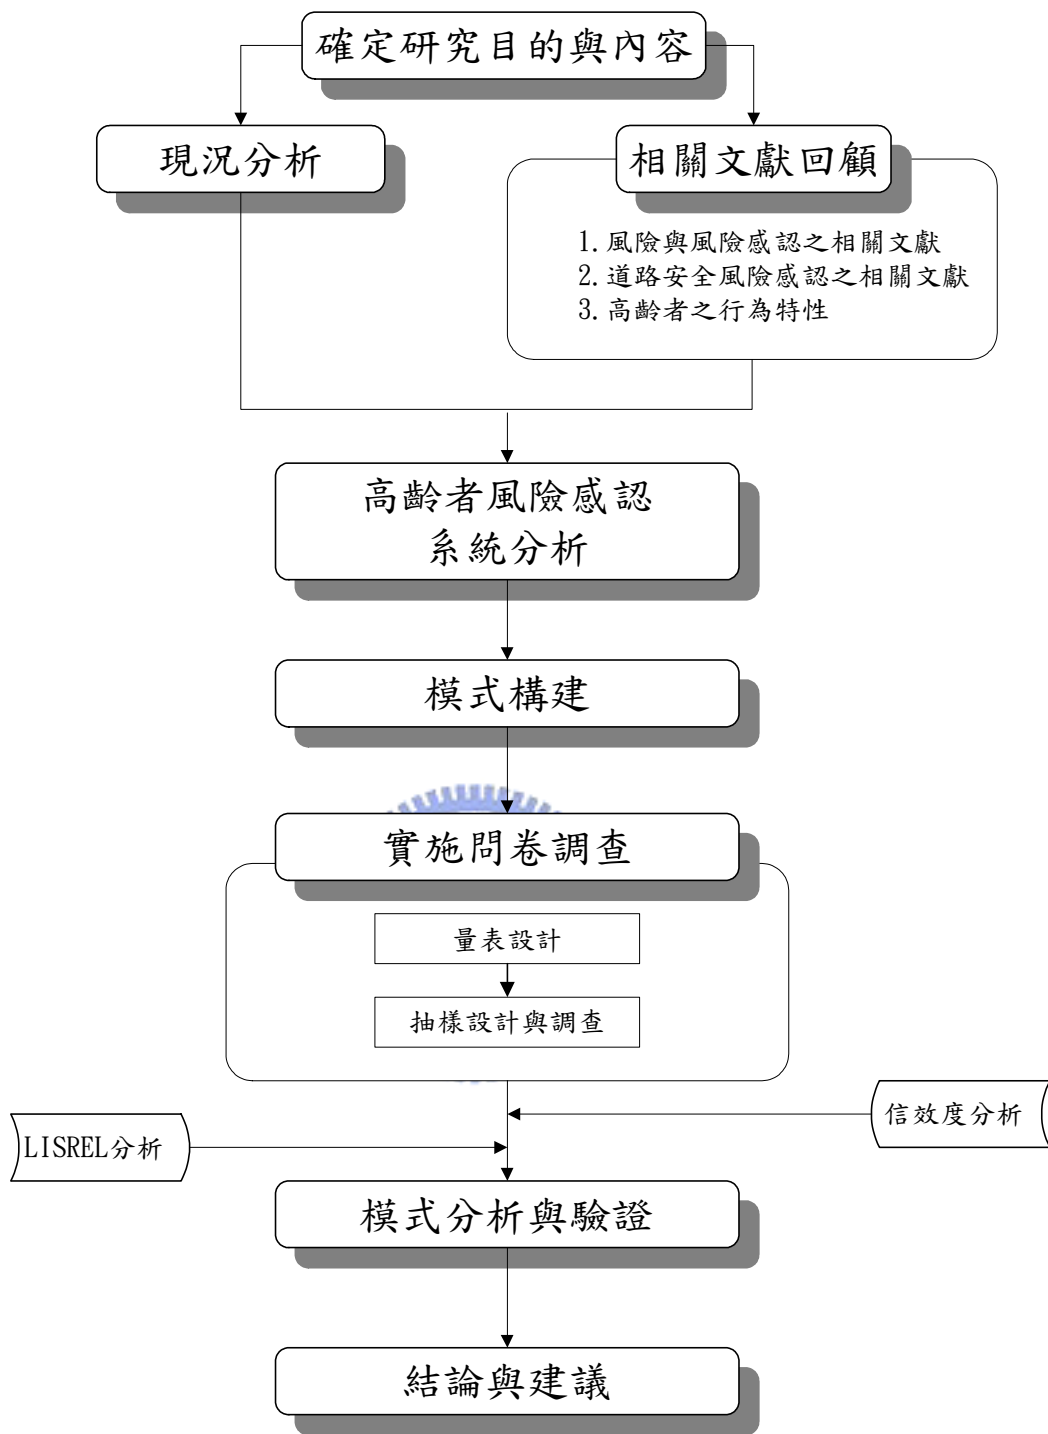 確定研究目的與內容
現況分析
相關文獻回顧
1.風險與風險感認之相關文獻
2.道路安全風險感認之相關文獻
3.高齡者之行為特性
高齡者風險感認
系統分析
模式構建
實施問卷調查
量表設計
抽樣設計與調查
信效度分析
LISREL分析
模式分析與驗證
結論與建議